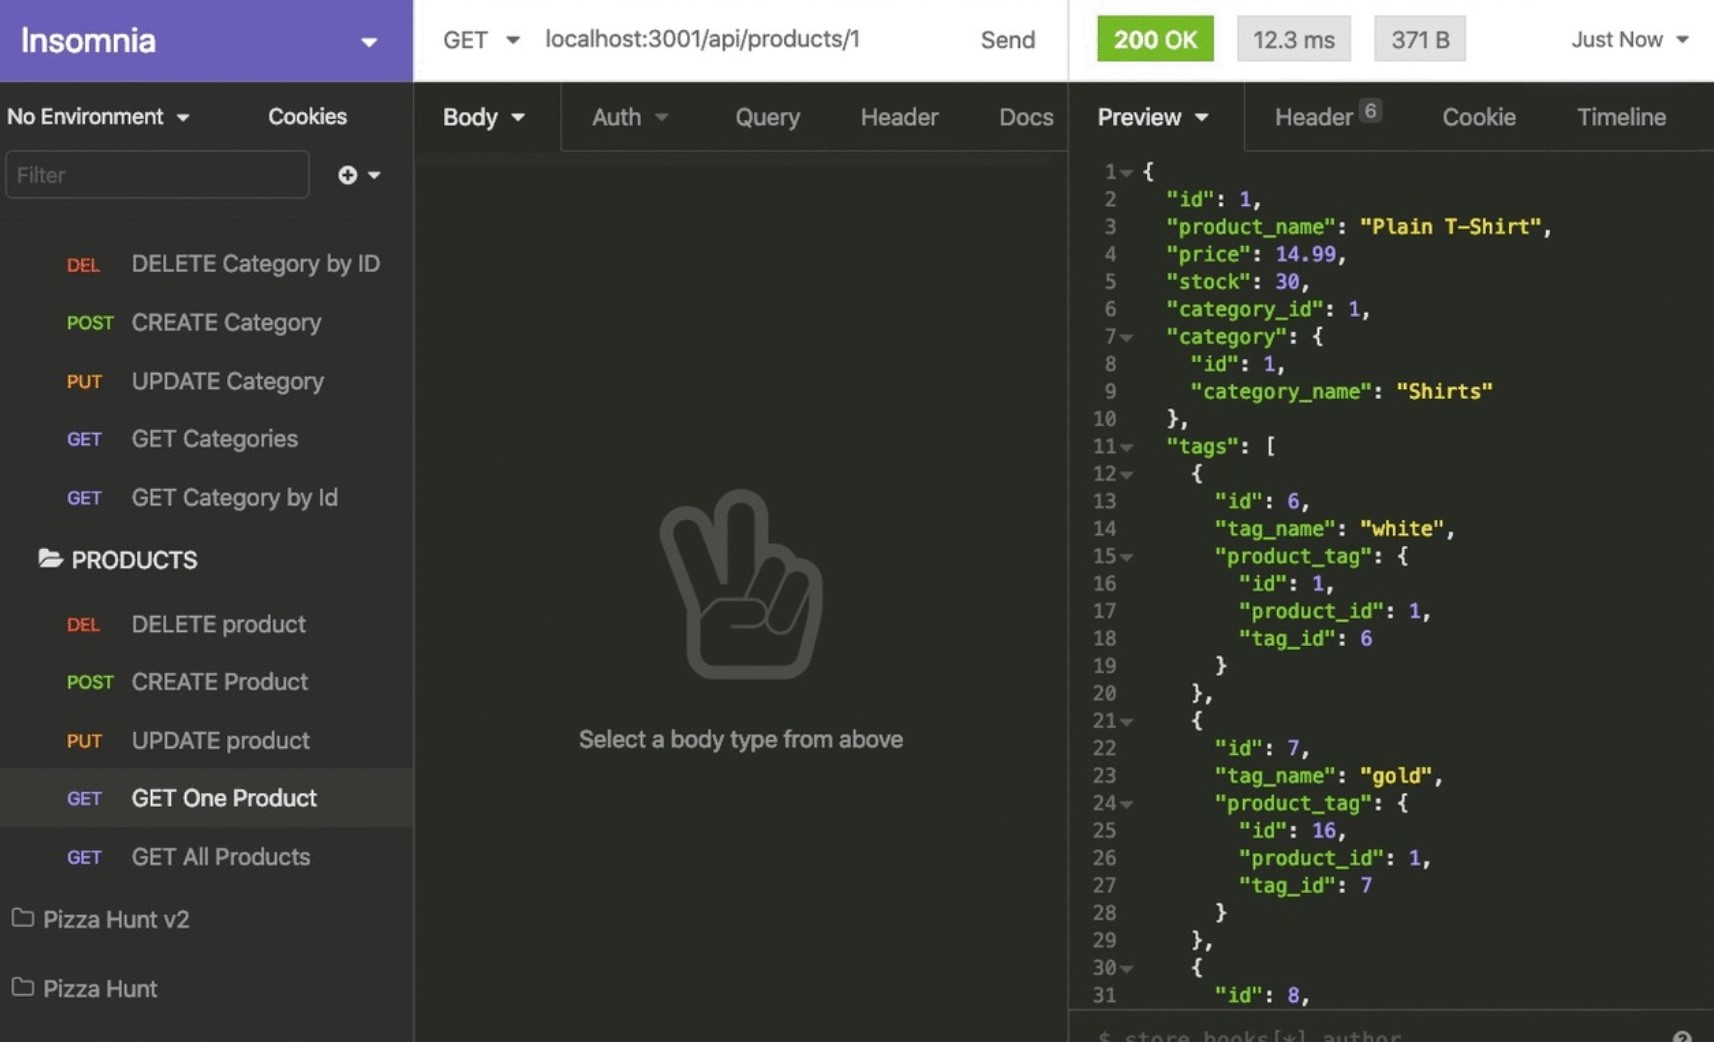 Insomnia
GET localhost:3001/api/products/1 Send
200 OK 12.3 ms 371 B Just Now
No Environment Cookies
Filter
DEL DELETE Category by ID
POST CREATE Category
PUT UPDATE Category
GET GET Categories
GET GET Category by Id
PRODUCTS
DEL DELETE product
POST CREATE Product
PUT UPDATE product
GET GET One Product
GET GET All Products
Pizza Hunt v2
Pizza Hunt
Body Auth Query Header Docs
Select a body type from above
Preview Header 6 Cookie Timeline
1 {
2 "id": 1,
3 "product_name": "Plain T-Shirt",
4 "price": 14.99,
5 "stock": 30,
6 "category_id": 1,
7 "category": {
8 "id": 1,
9 "category_name": "Shirts"
10 },
11 "tags": [
12 {
13 "id": 6,
14 "tag_name": "white",
15 "product_tag": {
16 "id": 1,
17 "product_id": 1,
18 "tag_id": 6
19 }
20 },
21 {
22 "id": 7,
23 "tag_name": "gold",
24 "product_tag": {
25 "id": 16,
26 "product_id": 1,
27 "tag_id": 7
28 }
29 },
30 {
31 "id": 8,
$.store.books[*].author